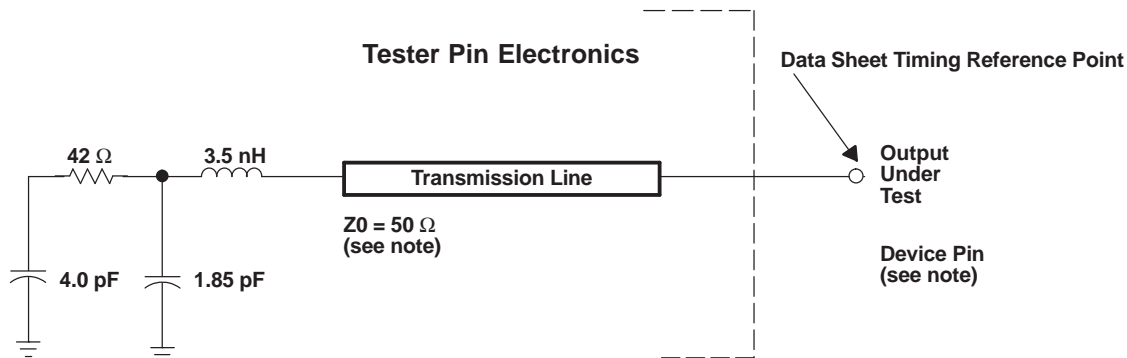 Tester Pin Electronics
Data Sheet Timing Reference Point
42 Ω
3.5 nH
Transmission Line
Output
Under
Test
Z0 = 50 Ω
(see note)
Device Pin
(see note)
4.0 pF
1.85 pF